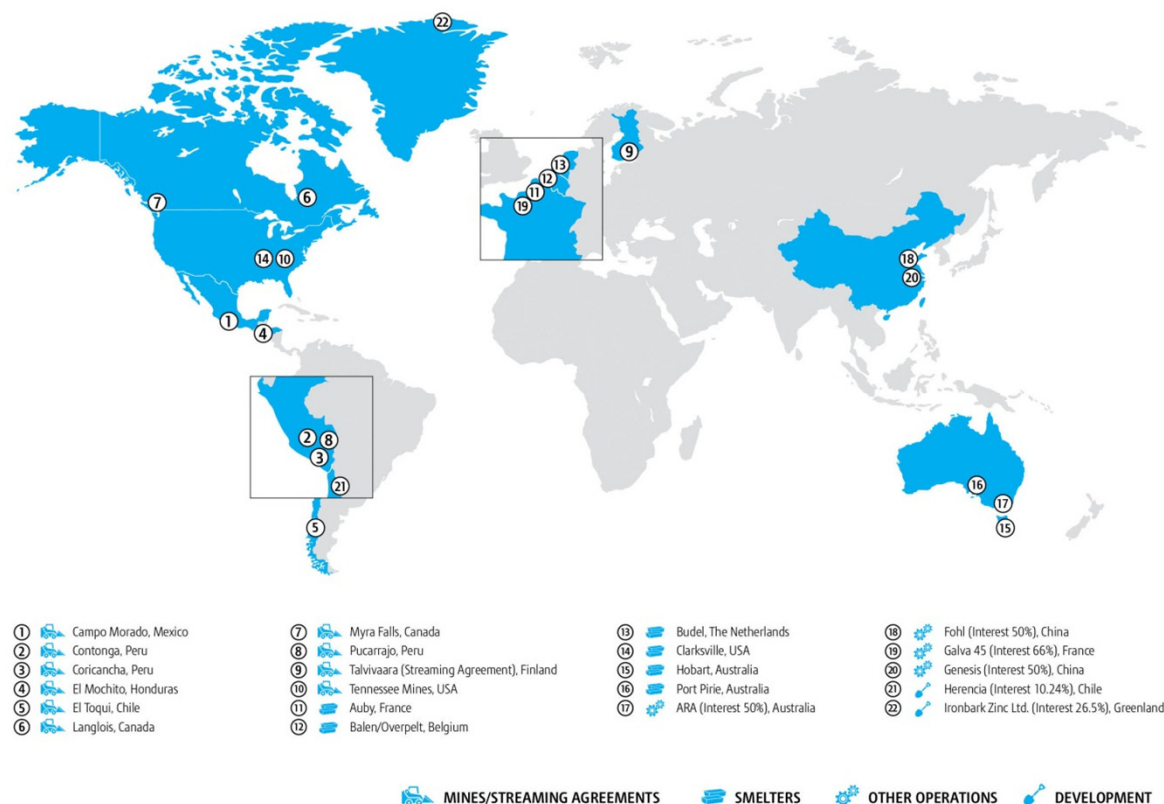 22
13
9
12
11
19
7
6
14
10
18
20
1
4
2
8
3
21
16
17
5
15
1 Campo Morado, Mexico
2 Contonga, Peru
3 Coricancha, Peru
4 El Mochito, Honduras
5 El Toqui, Chile
6 Langlois, Canada
7 Myra Falls, Canada
8 Pucarrajo, Peru
9 Talvivaara (Streaming Agreement), Finland
10 Tennessee Mines, USA
11 Auby, France
12 Balen/Overpelt, Belgium
13 Budel, The Netherlands
14 Clarksville, USA
15 Hobart, Australia
16 Port Pirie, Australia
17 ARA (Interest 50%), Australia
18 Fohl (Interest 50%), China
19 Galva 45 (Interest 66%), France
20 Genesis (Interest 50%), China
21 Herencia (Interest 10.24%), Chile
22 Ironbark Zinc Ltd. (Interest 26.5%), Greenland
MINES/STREAMING AGREEMENTS
SMELTERS
OTHER OPERATIONS
DEVELOPMENT